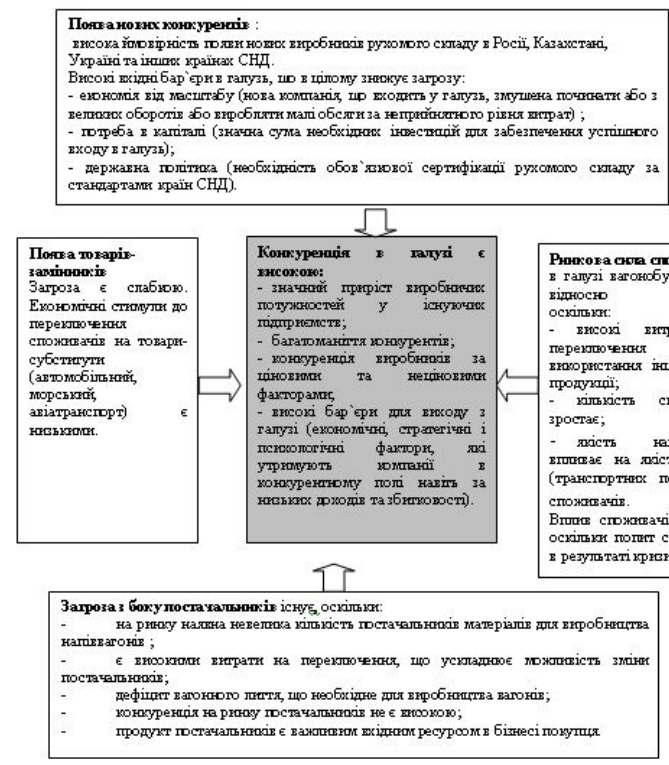 Поява нових конкурентів :
висока ймовірність появи нових виробників рухомого складу в Росії, Казахстані,
Україні та інших країнах СНД.
Високі вхідні бар`єри в галузь, що в цілому знижує загрозу:
- економія від масштабу (нова компанія, що входить у галузь, змушена починати або з
великих оборотів або виробляти малі обсяги за неприйнятного рівня витрат) ;
- потреба в капіталі (значна сума необхідних інвестицій для забезпечення успішного
входу в галузь);
- державна політика (необхідність обов`язкової сертифікації рухомого складу за
стандартами країн СНД).
Поява товарів-
замінників
Загроза є слабкою.
Економічні стимули до
переключення
споживачів на товари-
субститути
(автомобільний,
морський,
авіатранспорт) є
низькими.
Конкуренція в галузі є
високою:
- значний приріст виробничих
потужностей у існуючих
підприємств;
- багатоманіття конкурентів;
- конкуренція виробників за
ціновими та неціновими
факторами,
- високі бар`єри для виходу з
галузі (економічні, стратегічні і
психологічні фактори, які
утримують компанії в
конкурентному полі навіть за
низьких доходів та збитковості).
Ринкова сила
в галузі
відносно
оскільки:
- високі
переключення
використання
продукції;
- кількість
зростає;
- якість
впливає на
(транспортних
споживачів.
Вплив
оскільки попит
в результаті
Загроза з боку постачальників існує, оскільки:
- на ринку наявна невелика кількість постачальників матеріалів для виробництва
напіввагонів ;
- є високими витрати на переключення, що ускладнює можливість зміни
постачальників;
- дефіцит вагонного лиття, що необхідне для виробництва вагонів;
- конкуренція на ринку постачальників не є високою;
- продукт постачальників є важливим вхідним ресурсом в бізнесі покупця.